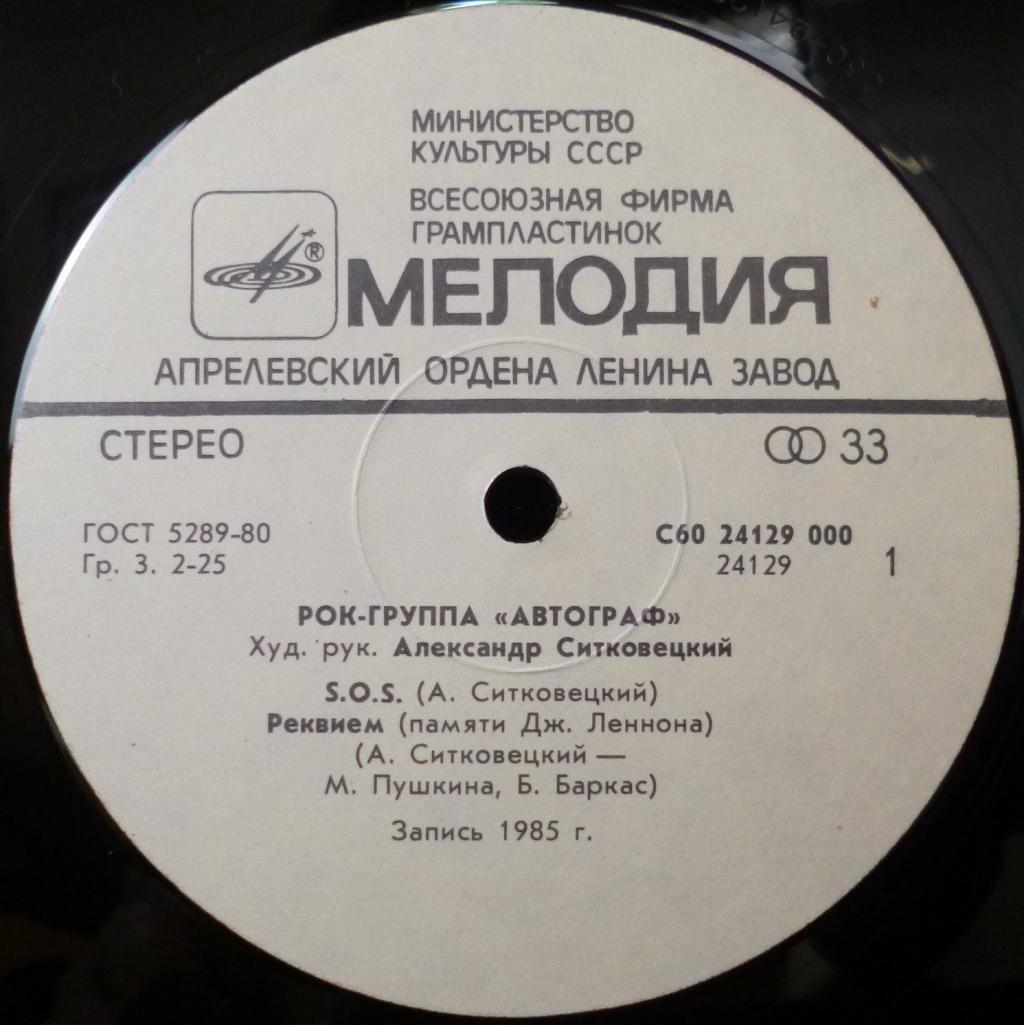 МИНИСТЕРСТВО
КУЛЬТУРЫ СССР
ВСЕСОЮЗНАЯ ФИРМА
ГРАМПЛАСТИНОК
®
МЕЛОДИЯ
АПРЕЛЕВСКИЙ ОРДЕНА ЛЕНИНА ЗАВОД
СТЕРЕО
33
ГОСТ 5289-80
Гр. 3. 2-25
С60 24129 000
24129
1
РОК-ГРУППА «АВТОГРАФ»
Худ. рук. Александр Ситковецкий
S.O.S. (А. Ситковецкий)
Реквием (памяти Дж. Леннона)
(А. Ситковецкий —
М. Пушкина, Б. Баркас)
Запись 1985 г.